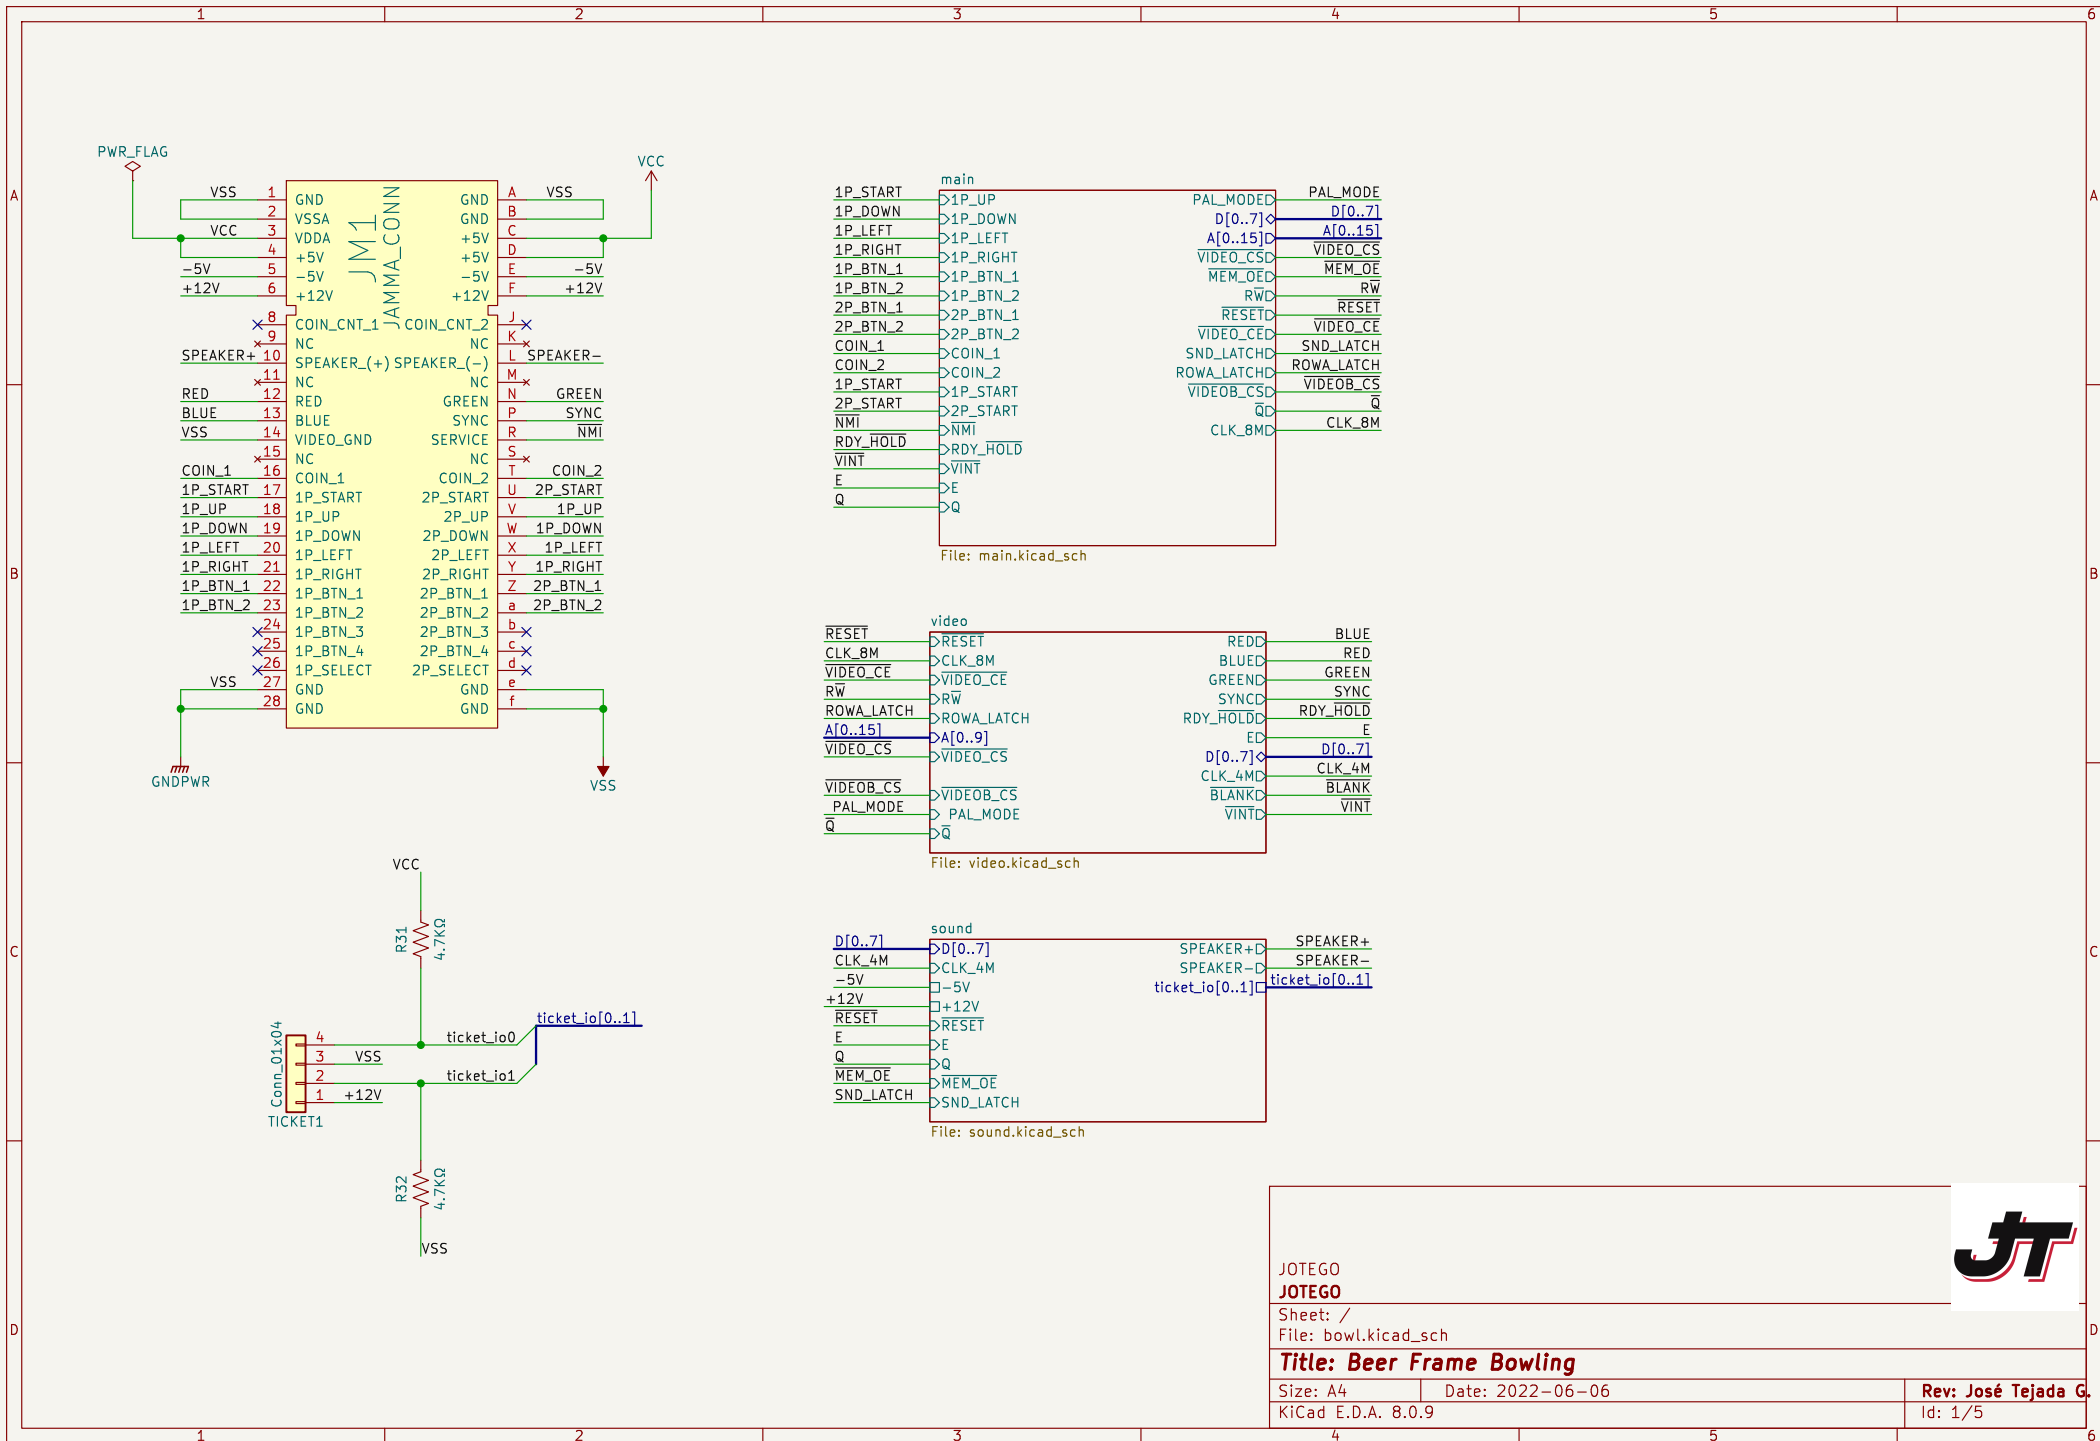 1 2 3 4 5 6
A
B
C
D
A
B
C
D
1 2 3 4 5 6
PWR_FLAG
VCC
JM1
JAMMA_CONN
VSS 1 GND
2 VSSA
VCC 3 VDDA
4 +5V
-5V 5 -5V
+12V 6 +12V
8 COIN_CNT_1
9 NC
SPEAKER+ 10 SPEAKER_(+)
11 NC
RED 12 RED
BLUE 13 BLUE
VSS 14 VIDEO_GND
15 NC
COIN_1 16 COIN_1
1P_START 17 1P_START
1P_UP 18 1P_UP
1P_DOWN 19 1P_DOWN
1P_LEFT 20 1P_LEFT
1P_RIGHT 21 1P_RIGHT
1P_BTN_1 22 1P_BTN_1
1P_BTN_2 23 1P_BTN_2
24 1P_BTN_3
25 1P_BTN_4
26 1P_SELECT
VSS 27 GND
28 GND
GND A VSS
GND B
+5V C
+5V D
-5V E -5V
+12V F +12V
COIN_CNT_2 J
NC K
SPEAKER_(-) L SPEAKER-
NC M
GREEN N GREEN
SYNC P SYNC
SERVICE R NMI
NC S
COIN_2 T COIN_2
2P_START U 2P_START
2P_UP V 1P_UP
2P_DOWN W 1P_DOWN
2P_LEFT X 1P_LEFT
2P_RIGHT Y 1P_RIGHT
2P_BTN_1 Z 2P_BTN_1
2P_BTN_2 a 2P_BTN_2
2P_BTN_3 b
2P_BTN_4 c
2P_SELECT d
GND e
GND f
GNDPWR
VSS
VCC
R31
4.7KΩ
Conn_01x04
4 ticket_io0
3 VSS
2 ticket_io1
1 +12V
TICKET1
ticket_io[0..1]
R32
4.7KΩ
VSS
main
1P_START 1P_UP
1P_DOWN 1P_DOWN
1P_LEFT 1P_LEFT
1P_RIGHT 1P_RIGHT
1P_BTN_1 1P_BTN_1
1P_BTN_2 1P_BTN_2
2P_BTN_1 2P_BTN_1
2P_BTN_2 2P_BTN_2
COIN_1 COIN_1
COIN_2 COIN_2
1P_START 1P_START
2P_START 2P_START
NMI NMI
RDY_HOLD RDY_HOLD
VINT VINT
E E
Q Q
PAL_MODE PAL_MODE
D[0..7] D[0..7]
A[0..15] A[0..15]
VIDEO_CS VIDEO_CS
MEM_OE MEM_OE
RW RW
RESET RESET
VIDEO_CE VIDEO_CE
SND_LATCH SND_LATCH
ROWA_LATCH ROWA_LATCH
VIDEOB_CS VIDEOB_CS
Q Q
CLK_8M CLK_8M
File: main.kicad_sch
video
RESET RESET
CLK_8M CLK_8M
VIDEO_CE VIDEO_CE
RW RW
ROWA_LATCH ROWA_LATCH
A[0..15] A[0..9]
VIDEO_CS VIDEO_CS
VIDEOB_CS VIDEOB_CS
PAL_MODE PAL_MODE
Q Q
RED BLUE
BLUE RED
GREEN GREEN
SYNC SYNC
RDY_HOLD RDY_HOLD
E E
D[0..7] D[0..7]
CLK_4M CLK_4M
BLANK BLANK
VINT VINT
File: video.kicad_sch
sound
D[0..7] D[0..7]
CLK_4M CLK_4M
-5V -5V
+12V +12V
RESET RESET
E E
Q Q
MEM_OE MEM_OE
SND_LATCH SND_LATCH
SPEAKER+ SPEAKER+
SPEAKER- SPEAKER-
ticket_io[0..1] ticket_io[0..1]
File: sound.kicad_sch
JT
JOTEGO
JOTEGO
Sheet: /
File: bowl.kicad_sch
Title: Beer Frame Bowling
Size: A4 Date: 2022-06-06 Rev: José Tejada G.
KiCad E.D.A. 8.0.9 Id: 1/5